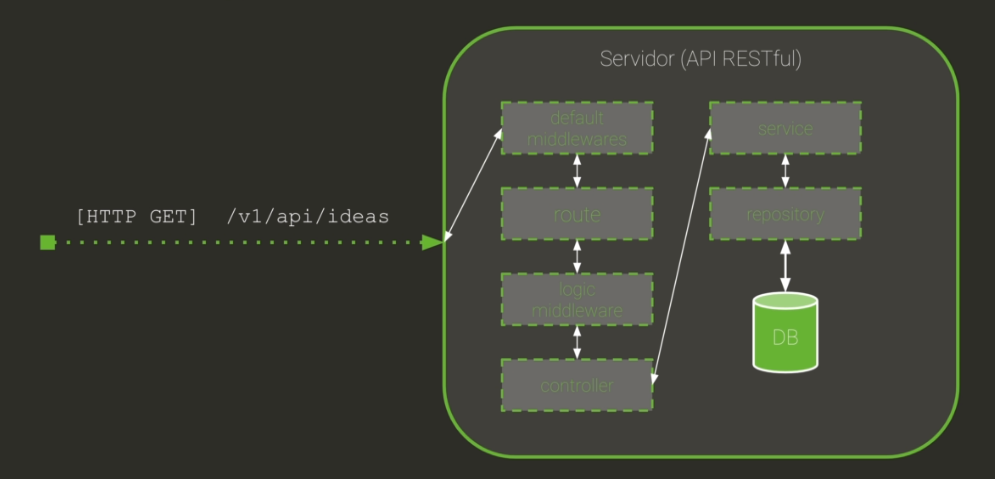 Servidor (API RESTful)
default
middlewares
service
[HTTP GET] /v1/api/ideas
route
repository
logic
middleware
DB
controller